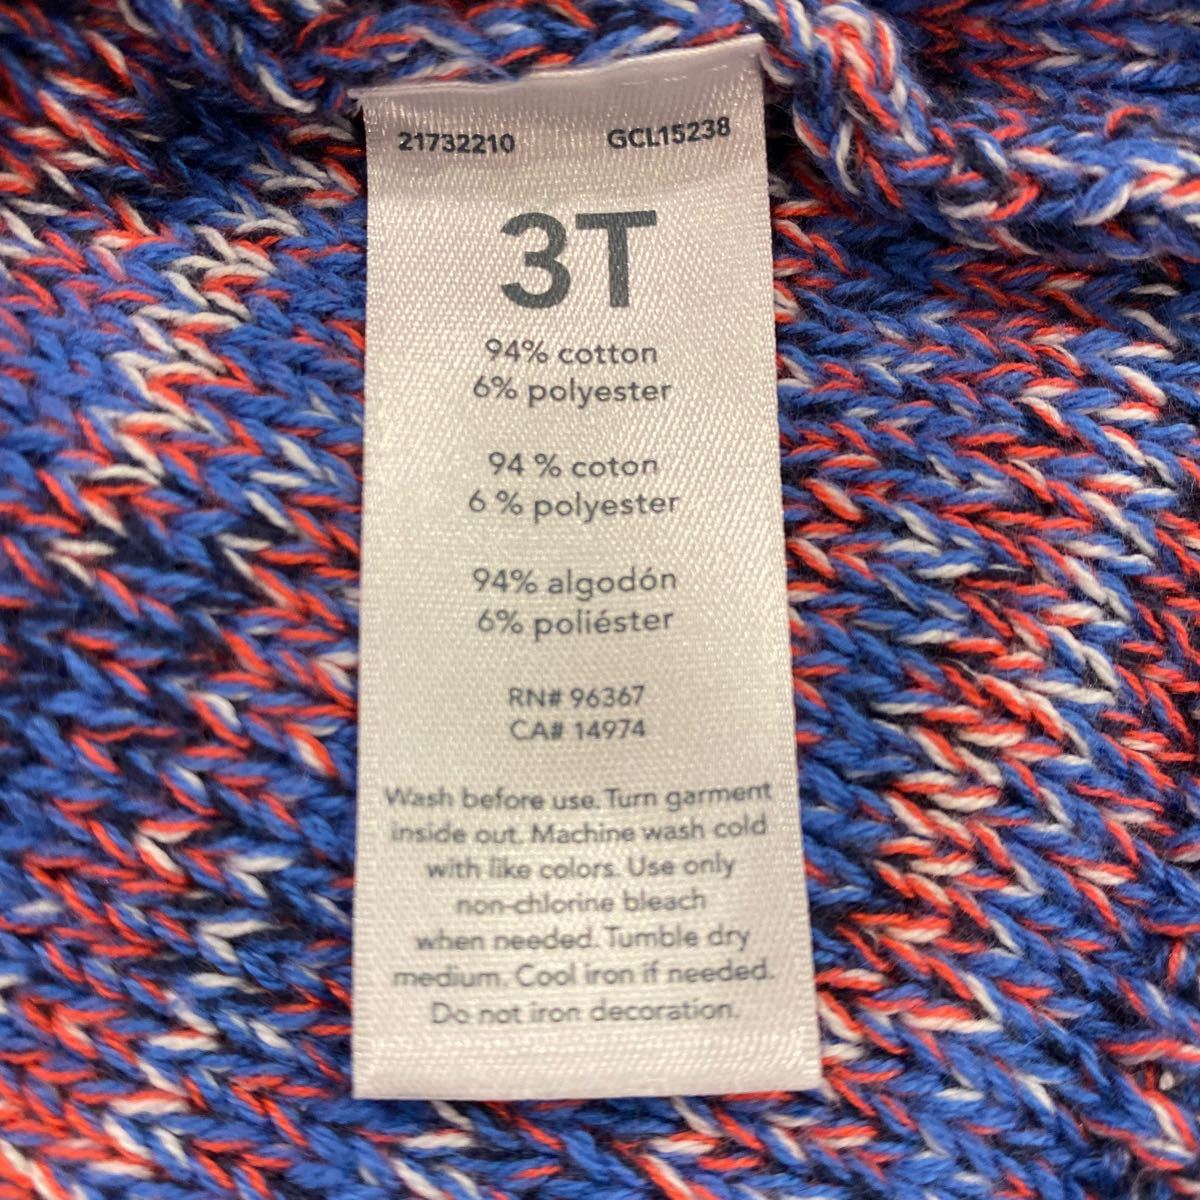 21732210 GCL15238
3T
94% cotton
6% polyester
94 % coton
6 % polyester
94% algodón
6% poliéster
RN# 96367
CA# 14974
Wash before use. Turn garment
inside out. Machine wash cold
with like colors. Use only
non-chlorine bleach
when needed. Tumble dry
medium. Cool iron if needed.
Do not iron decoration.